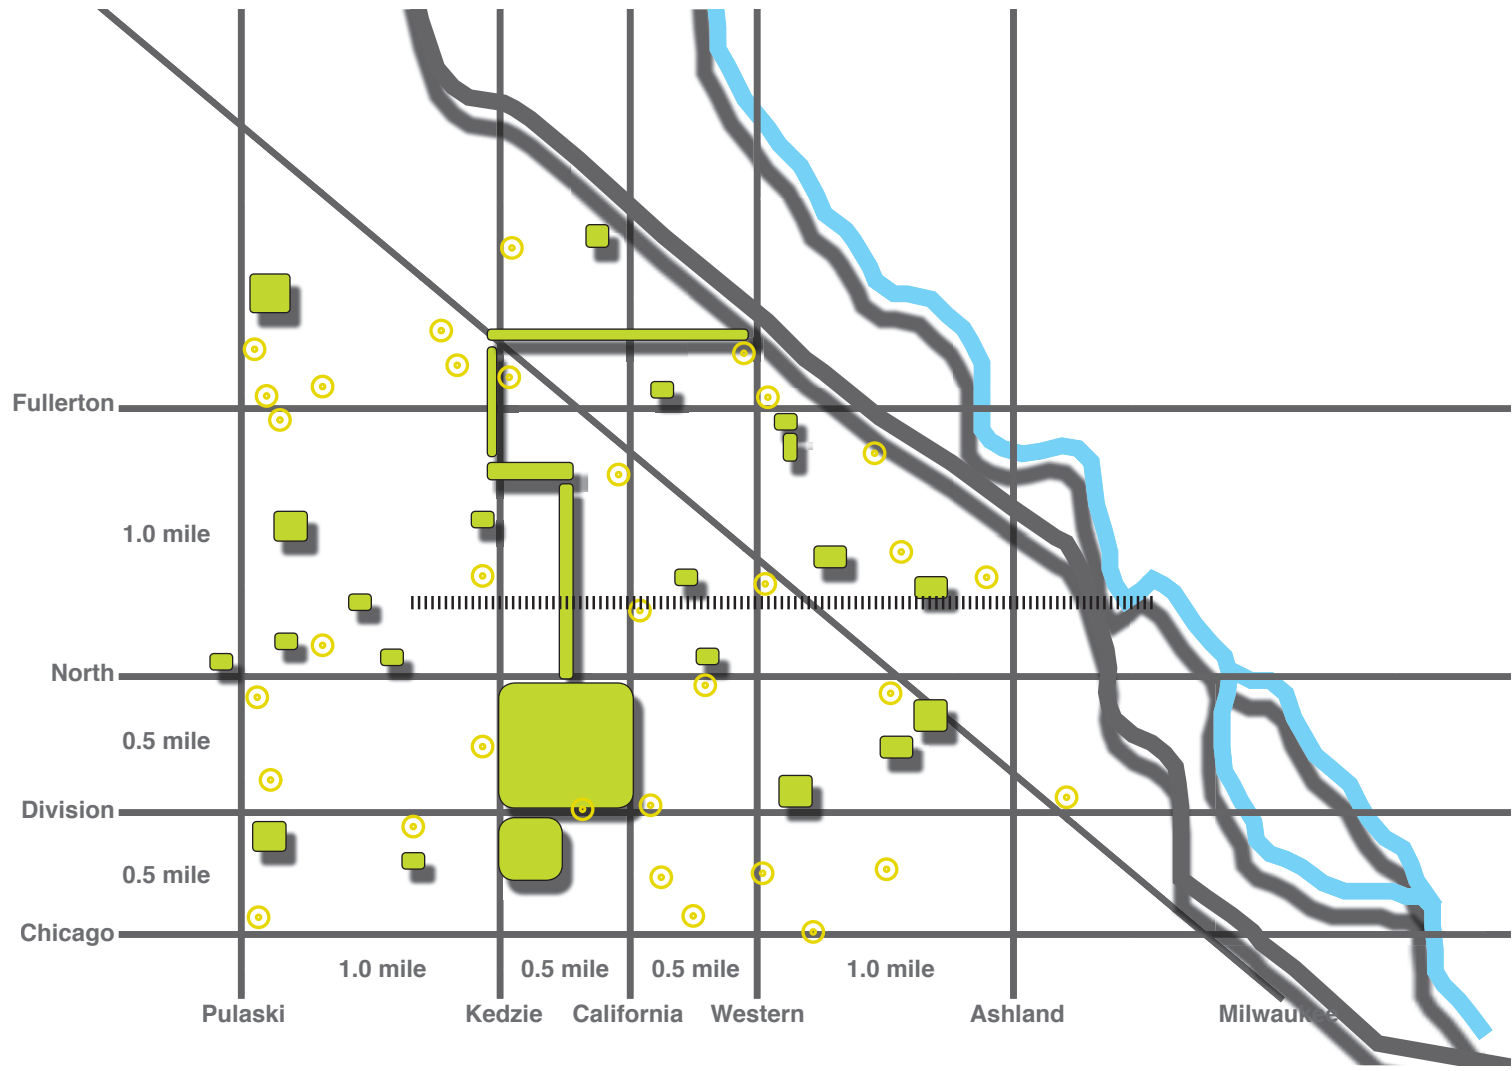 Fullerton
1.0 mile
North
0.5 mile
Division
0.5 mile
Chicago
1.0 mile 0.5 mile 0.5 mile 1.0 mile
Pulaski Kedzie California Western Ashland Milwaukee